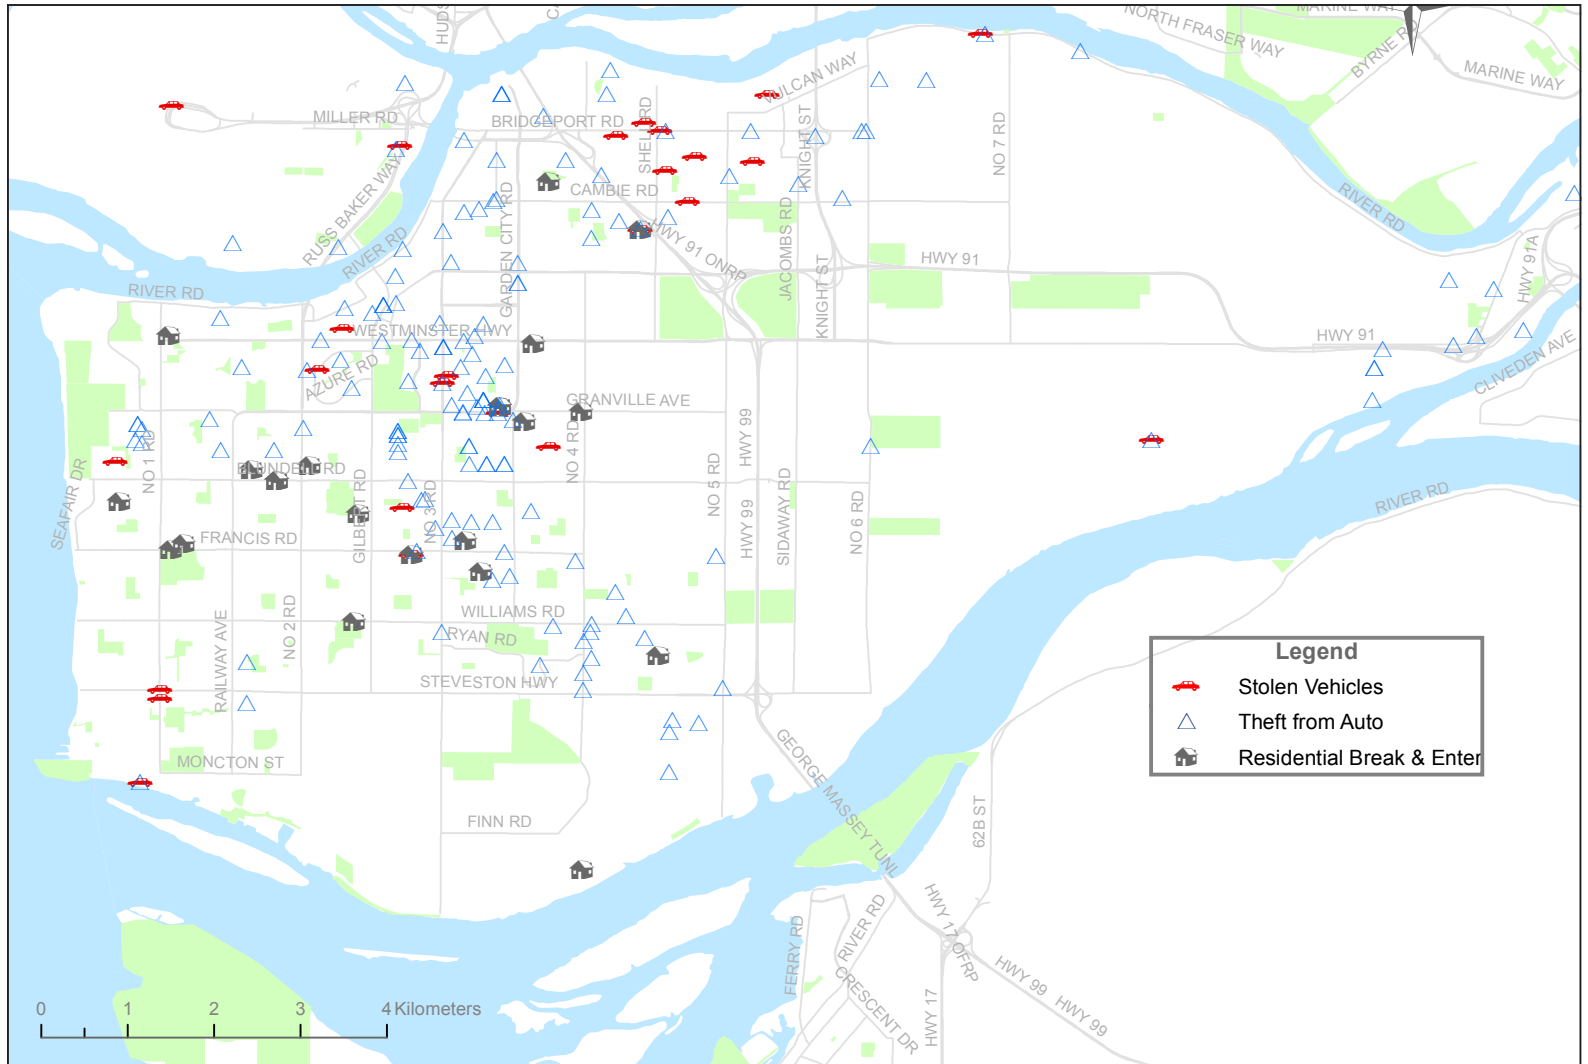 HUDS
C
NORTH FRASER WAY
MARINE WAY
BYRNE RD
MARINE WAY
MILLER RD
BRIDGEPORT RD
SHELL RD
VULCAN WAY
KNIGHT ST
NO 7 RD
RUSS BAKER WAY
CAMBIE RD
GARDEN CITY RD
RIVER RD
RIVER RD
HWY 91 ONRP
JACOBMBS RD
KNIGHT ST
HWY 91
HWY 91A
RIVER RD
WESTMINSTER HWY
HWY 91
CLIVEDEN AVE
AZURE RD
GRANVILLE AVE
NO 1 RD
SEAFAIR DR
BLUNDELL RD
GILBERT RD
NO 3 RD
NO 4 RD
NO 5 RD
HWY 99
SIDAWAY RD
NO 6 RD
HWY 99
RIVER RD
FRANCIS RD
RAILWAY AVE
NO 2 RD
WILLIAMS RD
RYAN RD
STEVESTON HWY
MONCTON ST
FINN RD
GEORGE MASSEY TUNL
62B ST
Legend
Stolen Vehicles
Theft from Auto
Residential Break & Enter
FERRY RD
RIVER RD
CRESCENT DR
HWY 17 OFRP
HWY 17
HWY 99
HWY 99
0 1 2 3 4 Kilometers